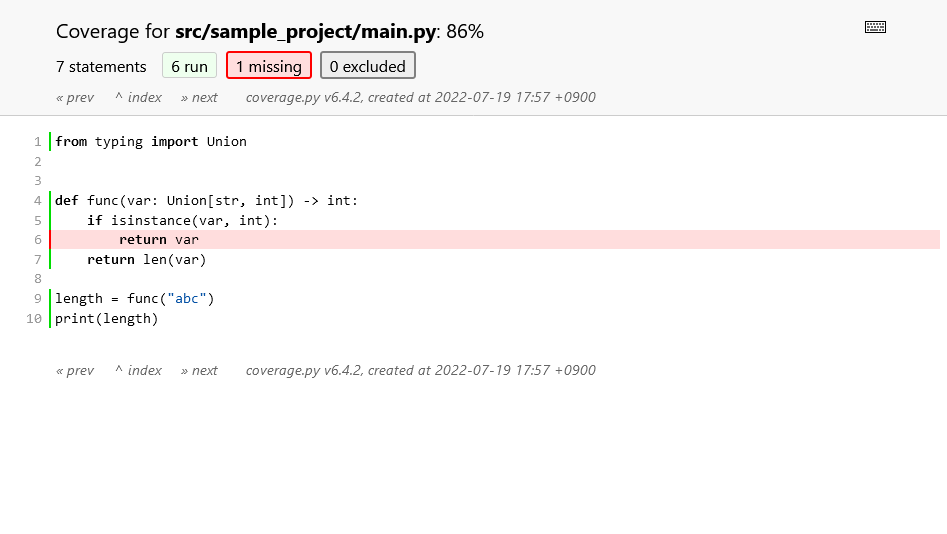 Coverage for src/sample_project/main.py: 86%
7 statements 6 run 1 missing 0 excluded
« prev ^ index » next coverage.py v6.4.2, created at 2022-07-19 17:57 +0900
1 from typing import Union
2
3
4 def func(var: Union[str, int]) -> int:
5     if isinstance(var, int):
6         return var
7     return len(var)
8
9 length = func("abc")
10 print(length)
« prev ^ index » next coverage.py v6.4.2, created at 2022-07-19 17:57 +0900